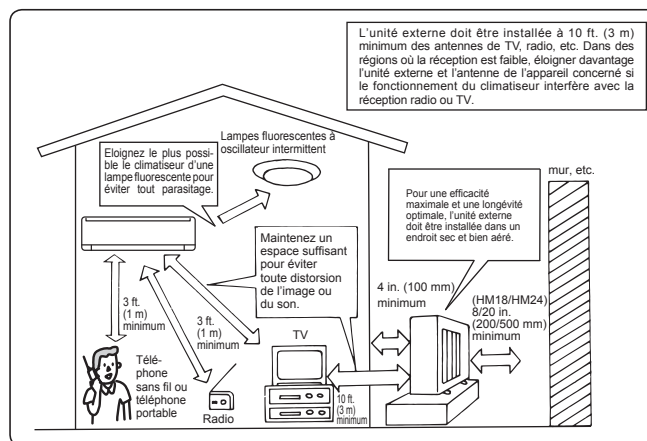 L'unité externe doit être installée à 10 ft. (3 m)
minimum des antennes de TV, radio, etc. Dans des
régions où la réception est faible, éloigner davantage
l'unité externe et l'antenne de l'appareil concerné si
le fonctionnement du climatiseur interfère avec la
réception radio ou TV.
Lampes fluorescentes à
oscillateur intermittent
Eloignez le plus possi-
ble le climatiseur d'une
lampe fluorescente pour
éviter tout parasitage.
mur, etc.
Pour une efficacité
maximale et une longévité
optimale, l'unité externe
doit être installée dans un
endroit sec et bien aéré.
Maintenez un
espace suffisant
pour éviter
toute distorsion
de l'image ou
du son.
4 in. (100 mm)
minimum
(HM18/HM24)
8/20 in.
(200/500 mm)
minimum
3 ft.
(1 m)
minimum
3 ft.
(1 m)
minimum
TV
Télé-
phone
sans fil ou
téléphone
portable
Radio
10 ft.
(3 m)
minimum